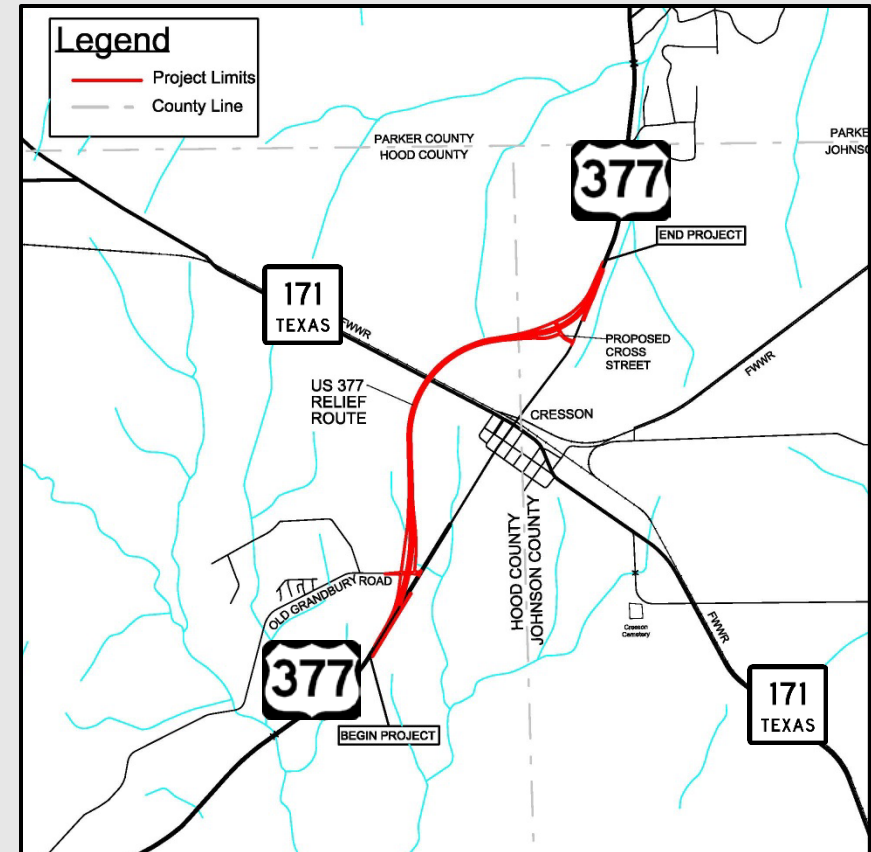 Legend
Project Limits
County Line
PARKER COUNTY
HOOD COUNTY
PARKE
JOHNSO
377
END PROJECT
171
TEXAS
FWWR
PROPOSED
CROSS
STREET
FWWR
US 377
RELIEF
ROUTE
CRESSON
HOOD COUNTY
JOHNSON COUNTY
OLD GRANDBURY ROAD
Cresson
Cemetery
FWWR
377
171
TEXAS
BEGIN PROJECT